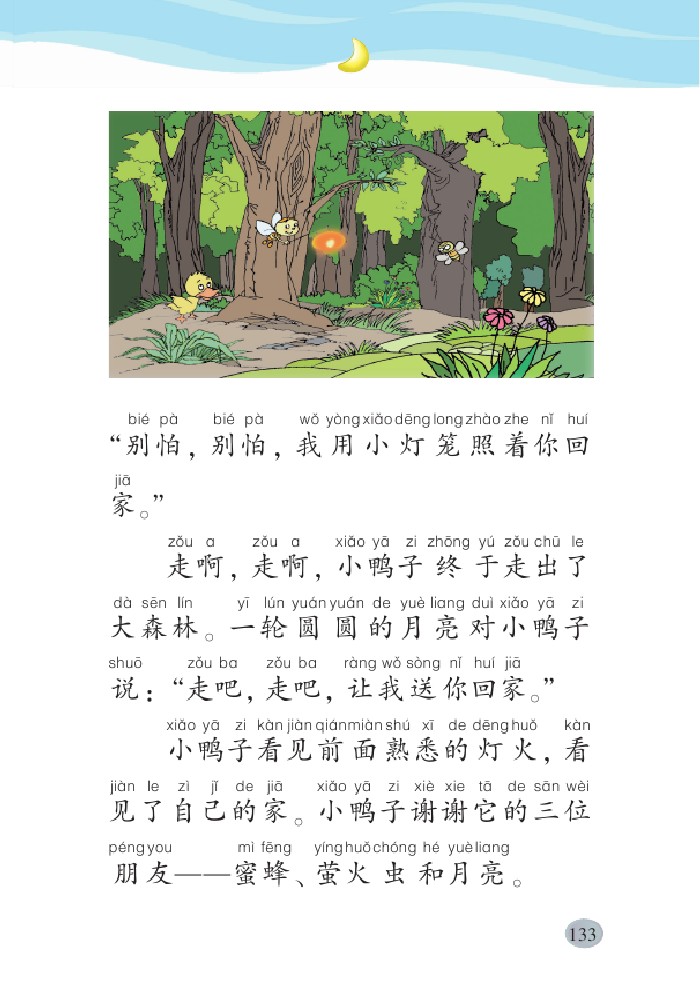 bié pà bié pà wǒ yòng xiǎo dēng long zhào zhe nǐ huí
“别怕，别怕，我用小灯笼照着你回
jiā
家。”
zǒu a zǒu a xiǎo yā zi zhōng yú zǒu chū le
走啊，走啊，小鸭子终于走出了
dà sēn lín yī lún yuán yuán de yuè liang duì xiǎo yā zi
大森林。一轮圆圆的月亮对小鸭子
shuō zǒu ba zǒu ba ràng wǒ sòng nǐ huí jiā
说：“走吧，走吧，让我送你回家。”
xiǎo yā zi kàn jiàn qián miàn shú xī de dēng huǒ kàn
小鸭子看见前面熟悉的灯火，看
jiàn le zì jǐ de jiā xiǎo yā zi xiè xie tā de sān wèi
见了自己的家。小鸭子谢谢它的三位
péng you mì fēng yíng huǒ chóng hé yuè liang
朋友——蜜蜂、萤火虫和月亮。
133